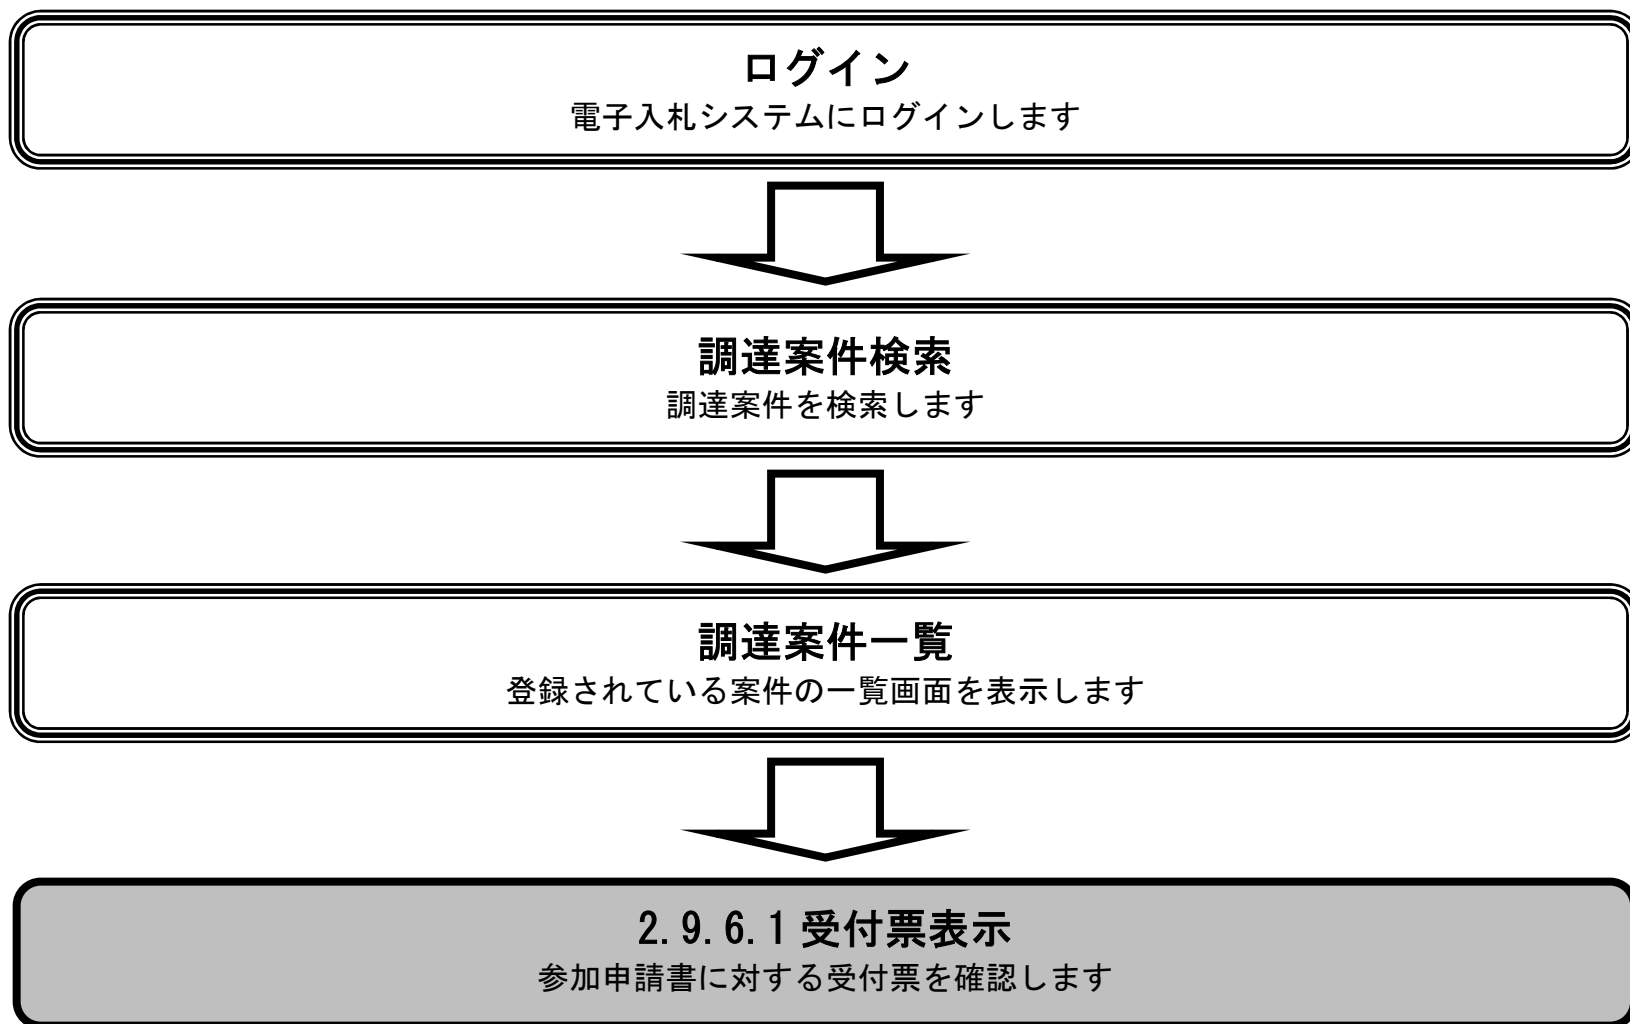 ログイン
電子入札システムにログインします
調達案件検索
調達案件を検索します
調達案件一覧
登録されている案件の一覧画面を表示します
2.9.6.1 受付票表示
参加申請書に対する受付票を確認します